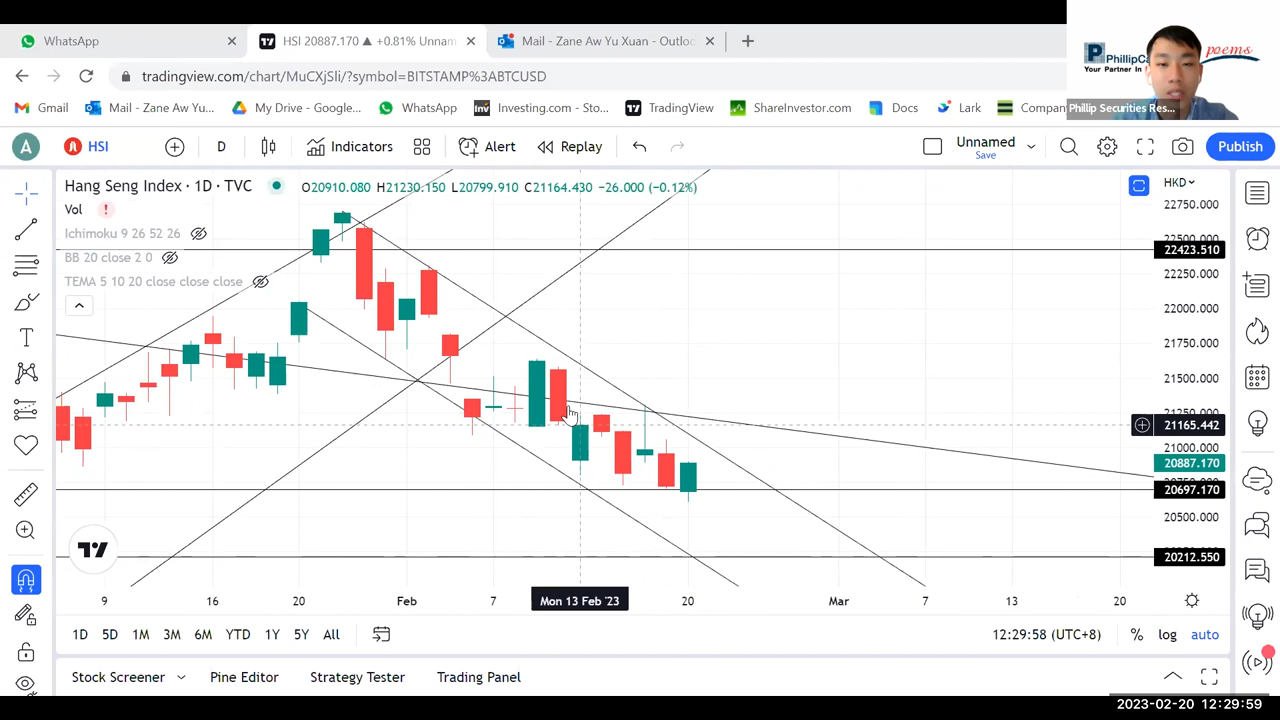 WhatsApp
HSI 20887.170 ▲ +0.81% Unnam
Mail - Zane Aw Yu Xuan - Outloo
tradingview.com/chart/MuCXjSli/?symbol=BITSTAMP%3ABTCUSD
PhillipCa
Your Partner In
poems
Phillip Securities Res...
Gmail
Mail - Zane Aw Yu...
My Drive - Google...
WhatsApp
Investing.com - Sto...
TradingView
ShareInvestor.com
Docs
Lark
Compan
A
HSI
D
Indicators
Alert
Replay
Unnamed
Save
Publish
Hang Seng Index · 1D · TVC
O20910.080 H21230.150 L20799.910 C21164.430 −26.000 (−0.12%)
HKD
Vol
Ichimoku 9 26 52 26
BB 20 close 2 0
TEMA 5 10 20 close close close
22750.000
22500.000
22423.510
22250.000
22000.000
21750.000
21500.000
21250.000
21165.442
21000.000
20887.170
20697.170
20500.000
20212.550
9
16
20
Feb
7
Mon 13 Feb '23
20
Mar
7
13
20
1D 5D 1M 3M 6M YTD 1Y 5Y All
12:29:58 (UTC+8)
%
log
auto
Stock Screener
Pine Editor
Strategy Tester
Trading Panel
2023-02-20 12:29:59